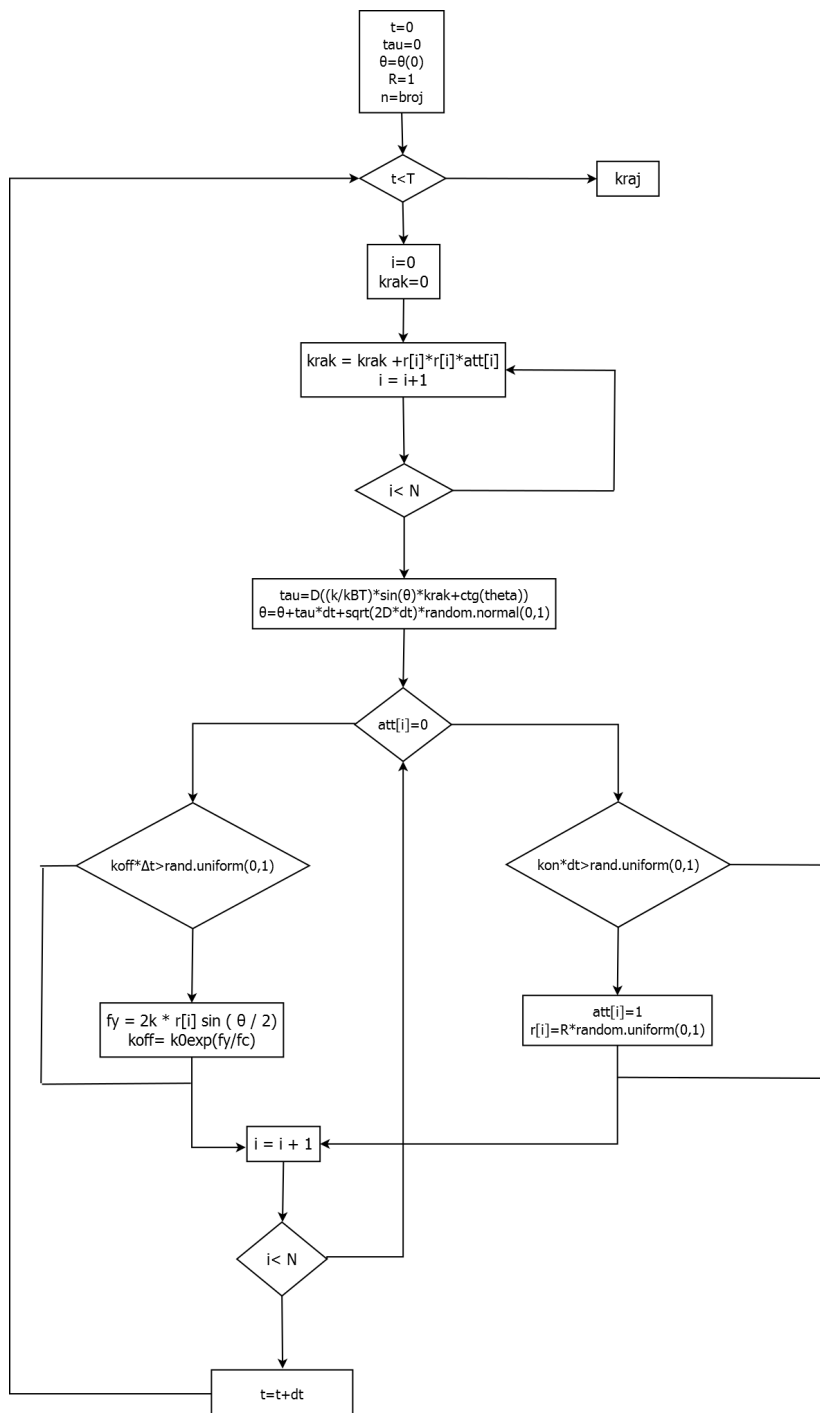 t=0
tau=0
θ=θ(0)
R=1
n=broj
t<T
kraj
i=0
krak=0
krak = krak +r[i]*r[i]*att[i]
i = i+1
i< N
tau=D((k/kBT)*sin(θ)*krak+ctg(theta))
θ=θ+tau*dt+sqrt(2D*dt)*random.normal(0,1)
att[i]=0
koff*Δt>rand.uniform(0,1)
kon*dt>rand.uniform(0,1)
fy = 2k * r[i] sin ( θ / 2)
koff= k0exp(fy/fc)
att[i]=1
r[i]=R*random.uniform(0,1)
i = i + 1
i< N
t=t+dt